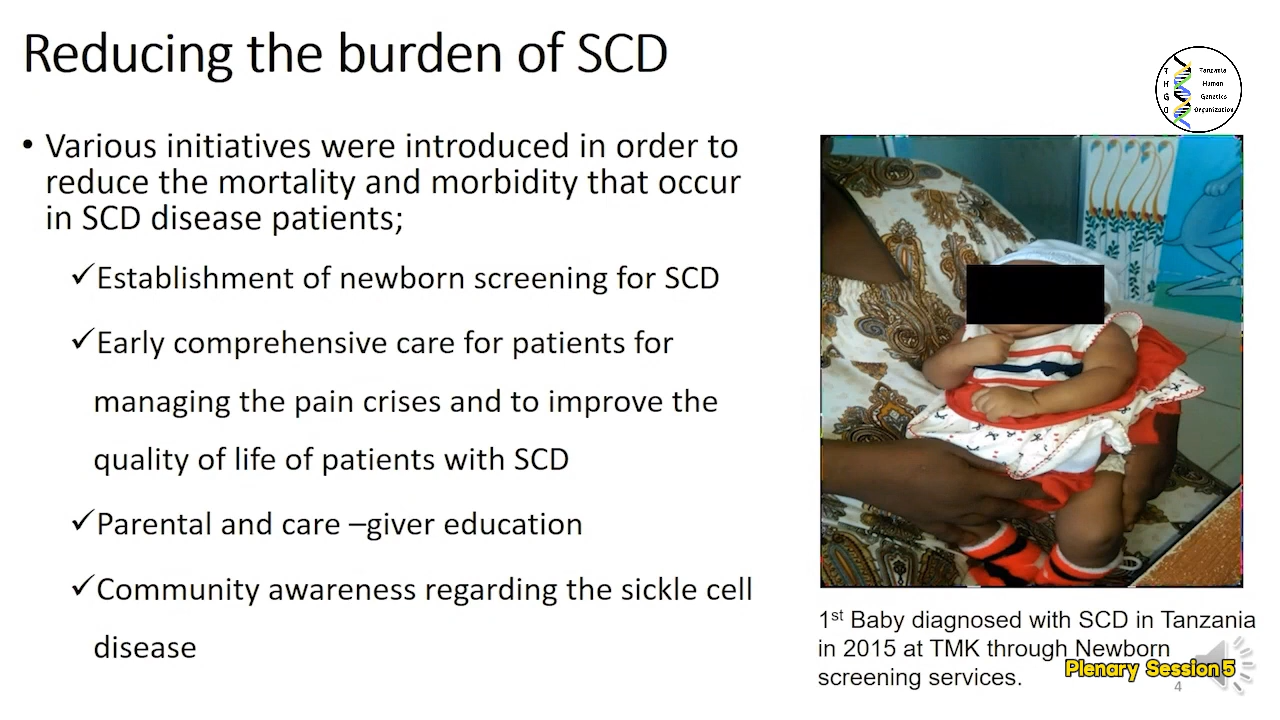 Reducing the burden of SCD
T Tanzania
H Human
G Genetics
O Organization
• Various initiatives were introduced in order to
reduce the mortality and morbidity that occur
in SCD disease patients;
✓Establishment of newborn screening for SCD
✓Early comprehensive care for patients for
managing the pain crises and to improve the
quality of life of patients with SCD
✓Parental and care –giver education
✓Community awareness regarding the sickle cell
disease
1st Baby diagnosed with SCD in Tanzania
in 2015 at TMK through Newborn
screening services.
Plenary Session 5
4